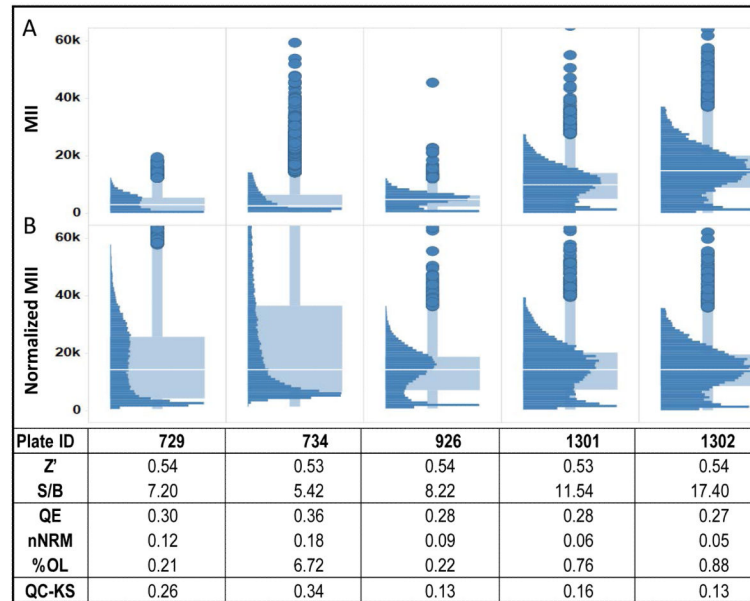 A
60k
40k
20k
0
MII
B
60k
40k
20k
0
Normalized MII
Plate ID 729 734 926 1301 1302
Z' 0.54 0.53 0.54 0.53 0.54
S/B 7.20 5.42 8.22 11.54 17.40
QE 0.30 0.36 0.28 0.28 0.27
nNRM 0.12 0.18 0.09 0.06 0.05
%OL 0.21 6.72 0.22 0.76 0.88
QC-KS 0.26 0.34 0.13 0.16 0.13